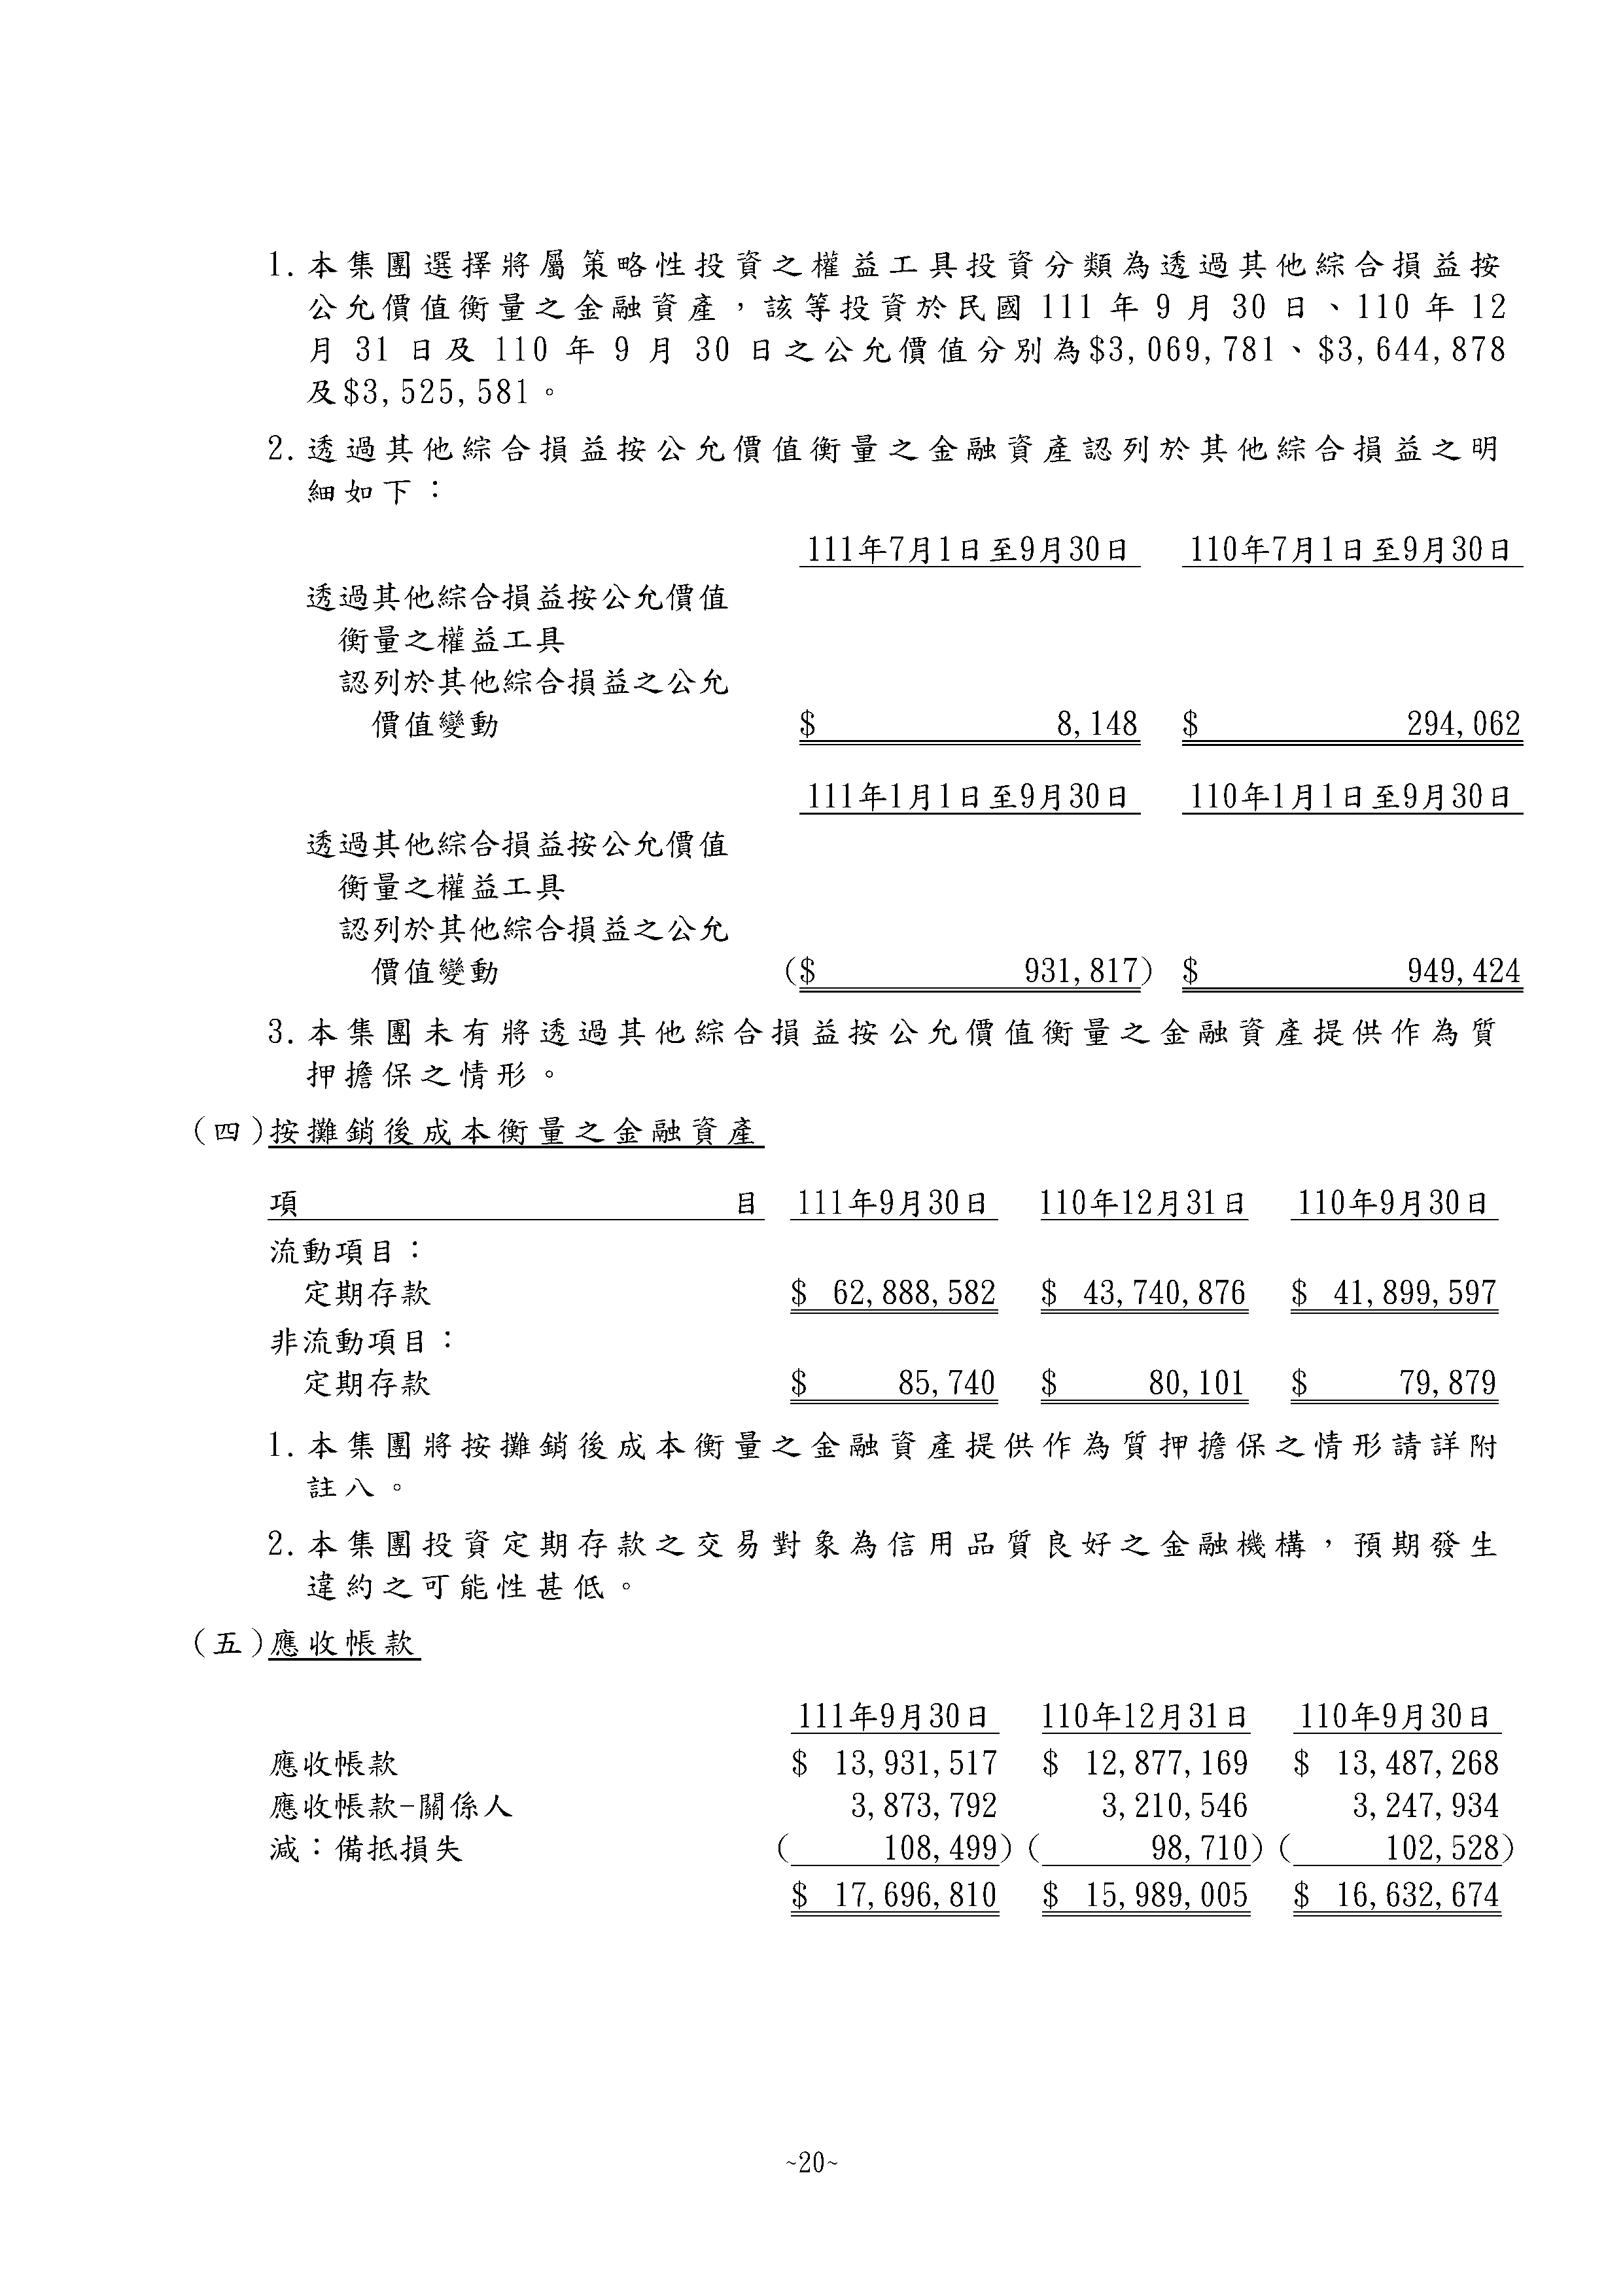 1.本集團選擇將屬策略性投資之權益工具投資分類為透過其他綜合損益按
公允價值衡量之金融資產，該等投資於民國 111 年 9 月 30 日、110 年 12
月 31 日及 110 年 9 月 30 日之公允價值分別為$3,069,781、$3,644,878
及$3,525,581。
2.透過其他綜合損益按公允價值衡量之金融資產認列於其他綜合損益之明
細如下：
111年7月1日至9月30日 110年7月1日至9月30日
透過其他綜合損益按公允價值
衡量之權益工具
認列於其他綜合損益之公允
價值變動 $ 8,148 $ 294,062
111年1月1日至9月30日 110年1月1日至9月30日
透過其他綜合損益按公允價值
衡量之權益工具
認列於其他綜合損益之公允
價值變動 ($ 931,817) $ 949,424
3.本集團未有將透過其他綜合損益按公允價值衡量之金融資產提供作為質
押擔保之情形。
(四)按攤銷後成本衡量之金融資產
項 目 111年9月30日 110年12月31日 110年9月30日
流動項目：
定期存款 $ 62,888,582 $ 43,740,876 $ 41,899,597
非流動項目：
定期存款 $ 85,740 $ 80,101 $ 79,879
1.本集團將按攤銷後成本衡量之金融資產提供作為質押擔保之情形請詳附
註八。
2.本集團投資定期存款之交易對象為信用品質良好之金融機構，預期發生
違約之可能性甚低。
(五)應收帳款
111年9月30日 110年12月31日 110年9月30日
應收帳款 $ 13,931,517 $ 12,877,169 $ 13,487,268
應收帳款-關係人 3,873,792 3,210,546 3,247,934
減：備抵損失 ( 108,499) ( 98,710) ( 102,528)
$ 17,696,810 $ 15,989,005 $ 16,632,674
~20~